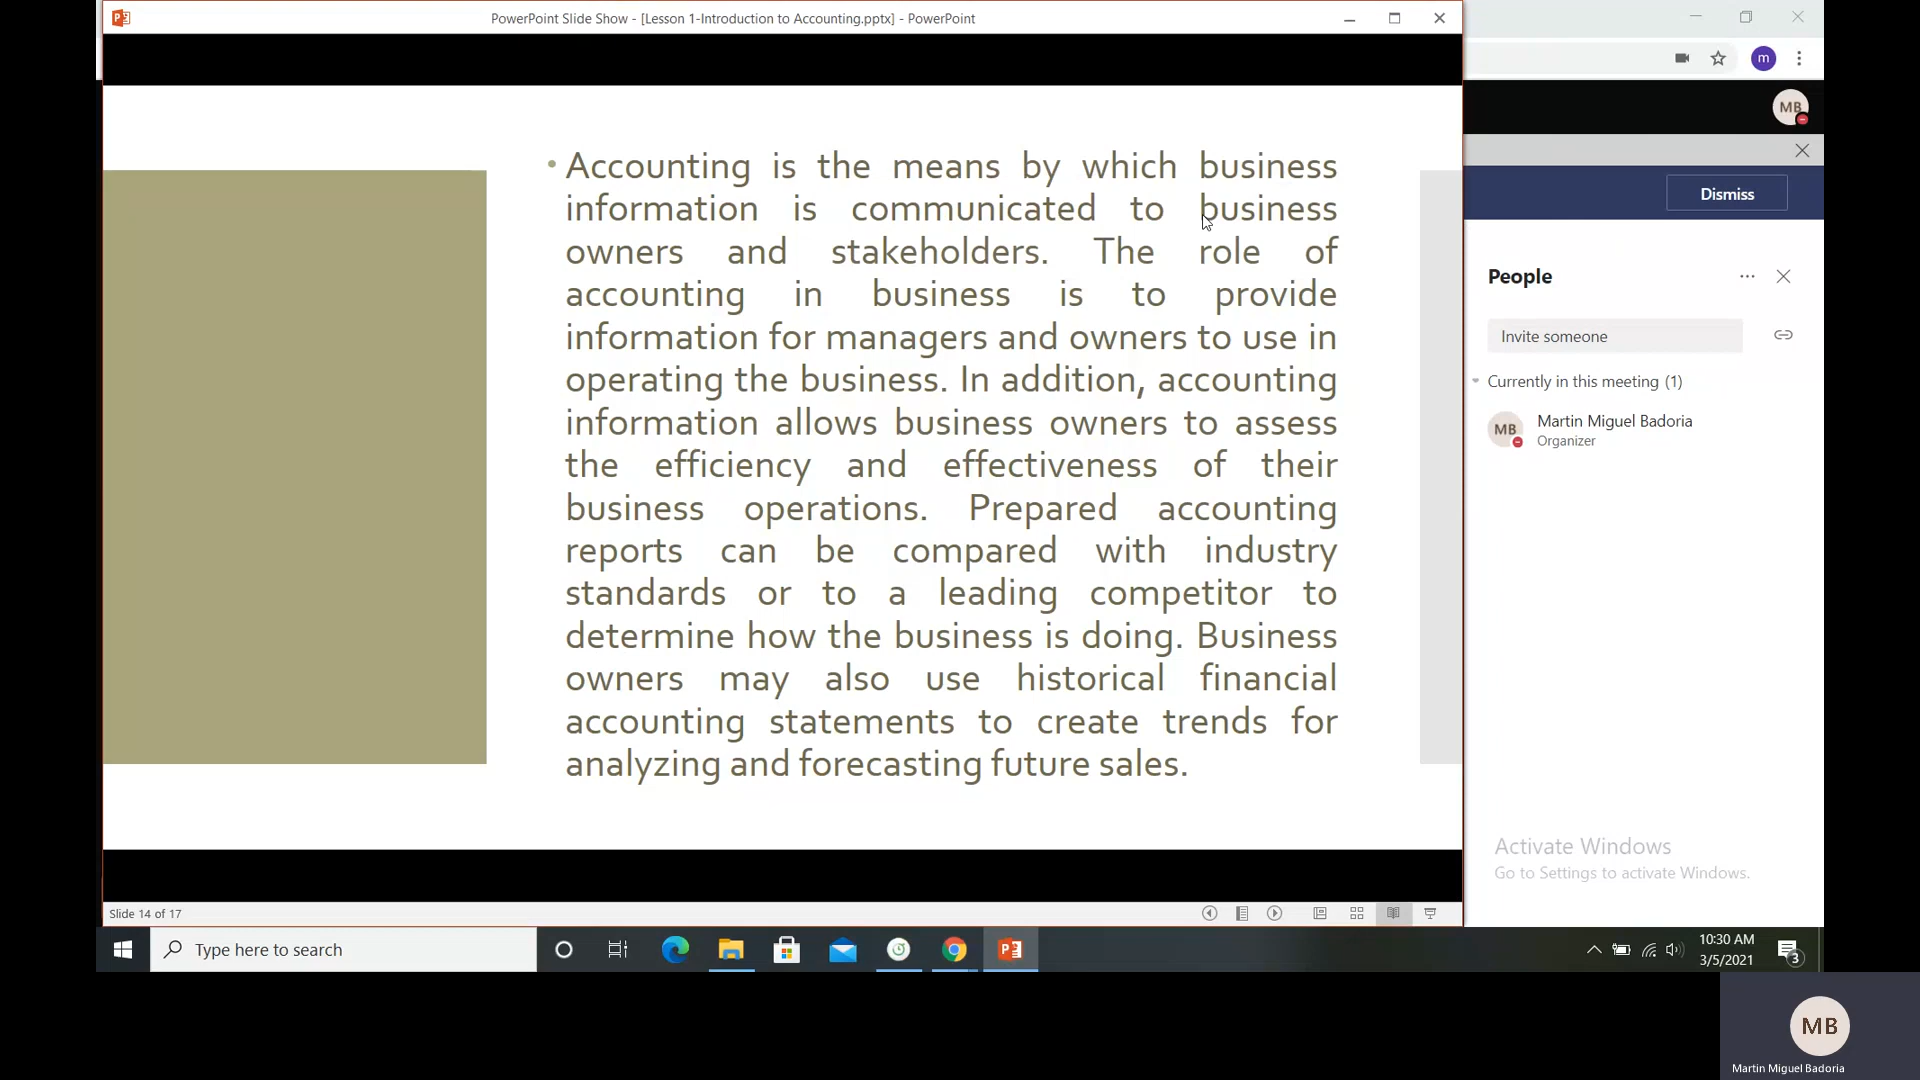 PowerPoint Slide Show - [Lesson 1-Introduction to Accounting.pptx] - PowerPoint
m
MB
Dismiss
• Accounting is the means by which business
information is communicated to business
owners and stakeholders. The role of
accounting in business is to provide
information for managers and owners to use in
operating the business. In addition, accounting
information allows business owners to assess
the efficiency and effectiveness of their
business operations. Prepared accounting
reports can be compared with industry
standards or to a leading competitor to
determine how the business is doing. Business
owners may also use historical financial
accounting statements to create trends for
analyzing and forecasting future sales.
People
Invite someone
Currently in this meeting (1)
MB
Martin Miguel Badoria
Organizer
Activate Windows
Go to Settings to activate Windows.
Slide 14 of 17
Type here to search
10:30 AM
3/5/2021
3
MB
Martin Miguel Badoria